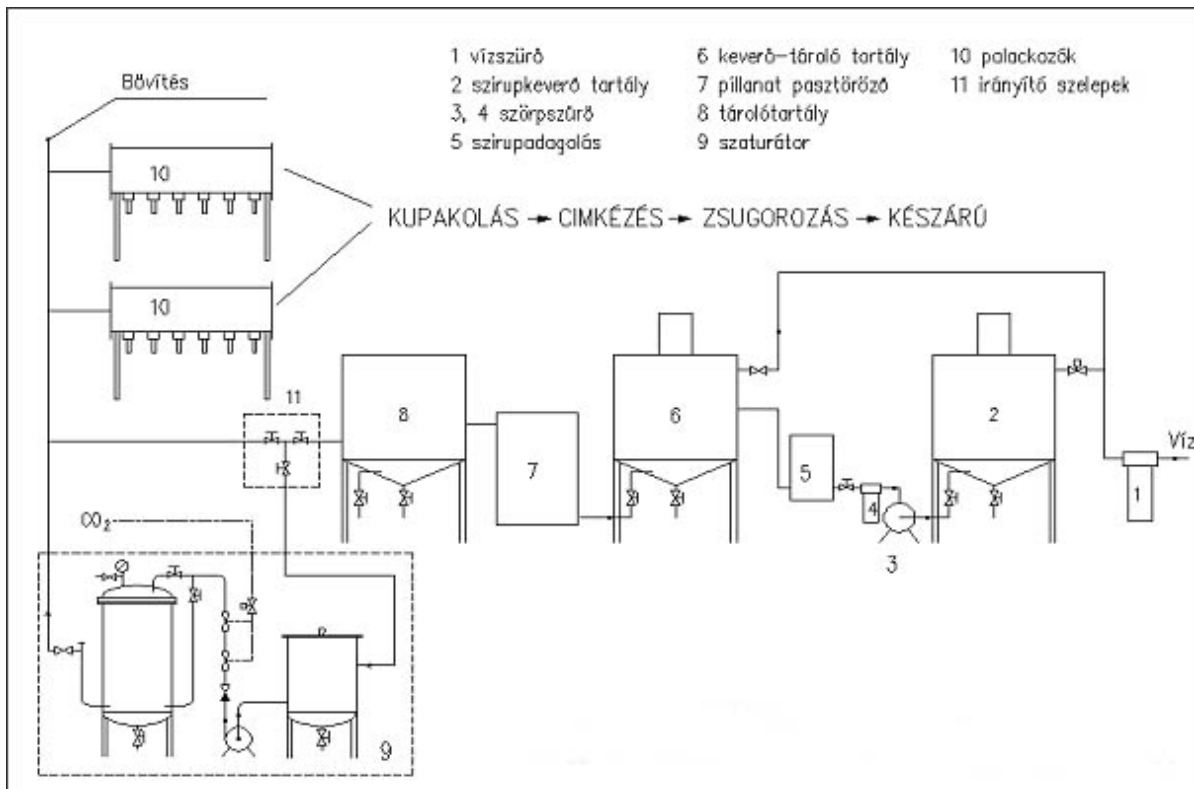 1 vízszűrő
2 szirupkeverő tartály
3, 4 szörpszűrő
5 szirupadagolás
6 keverő-tároló tartály
7 pillanat pasztöröző
8 tárolótartály
9 szaturátor
10 palackozók
11 irányító szelepek
Bővítés
10
KUPAKOLÁS → CIMKÉZÉS → ZSUGOROZÁS → KÉSZÁRÚ
10
11
8
7
6
5
4
3
2
Víz
1
CO₂
9